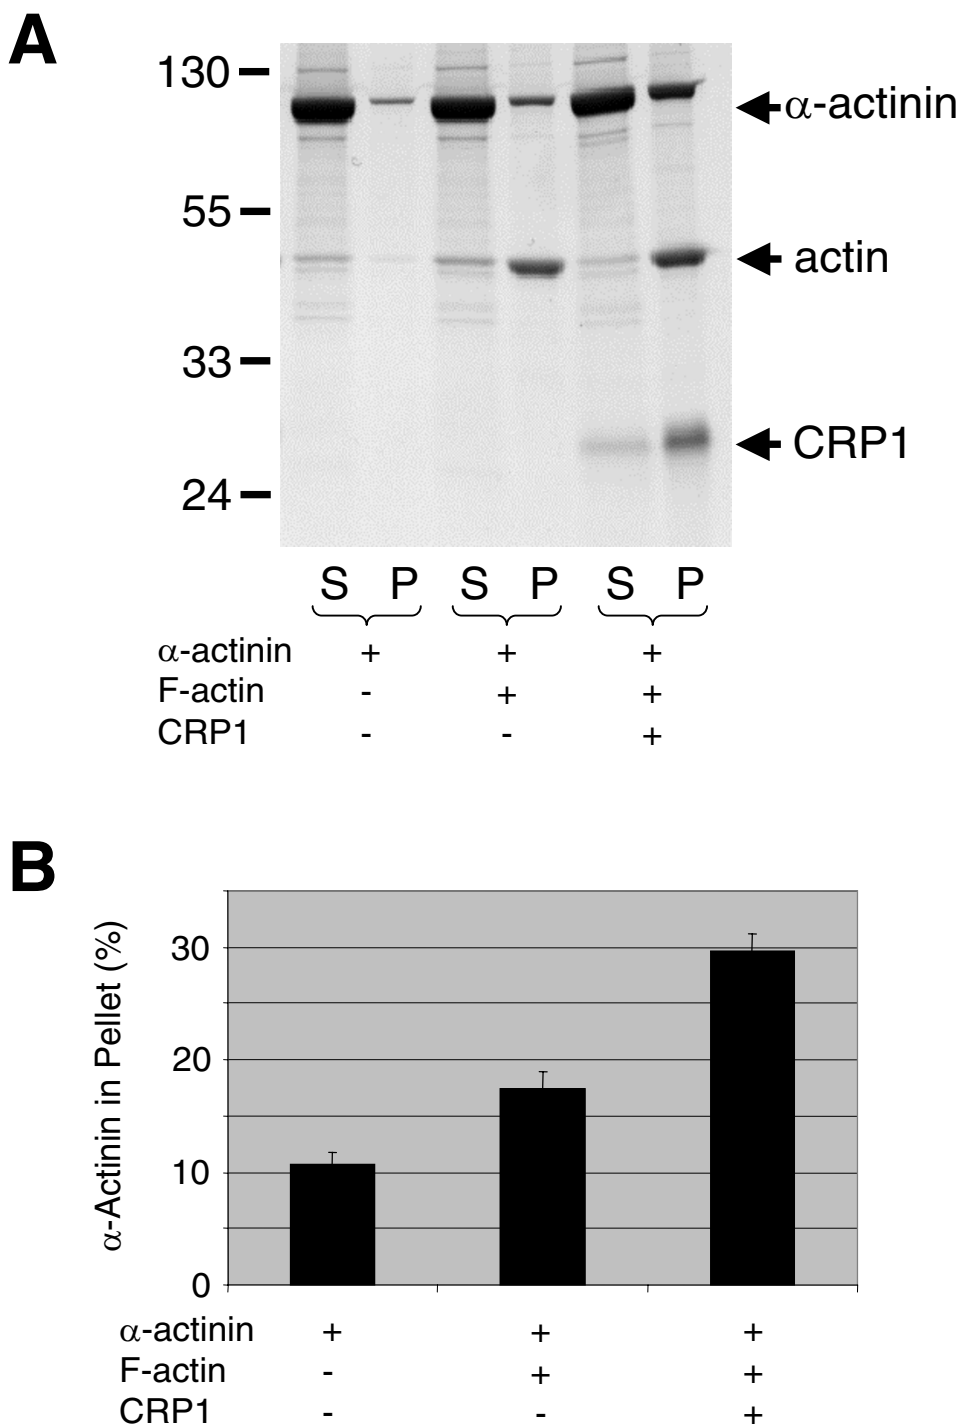 A
130
α-actinin
55
actin
33
CRP1
24
S P S P S P
α-actinin + + +
F-actin - + +
CRP1 - - +
B
α-Actinin in Pellet (%)
30
20
10
0
α-actinin + + +
F-actin - + +
CRP1 - - +